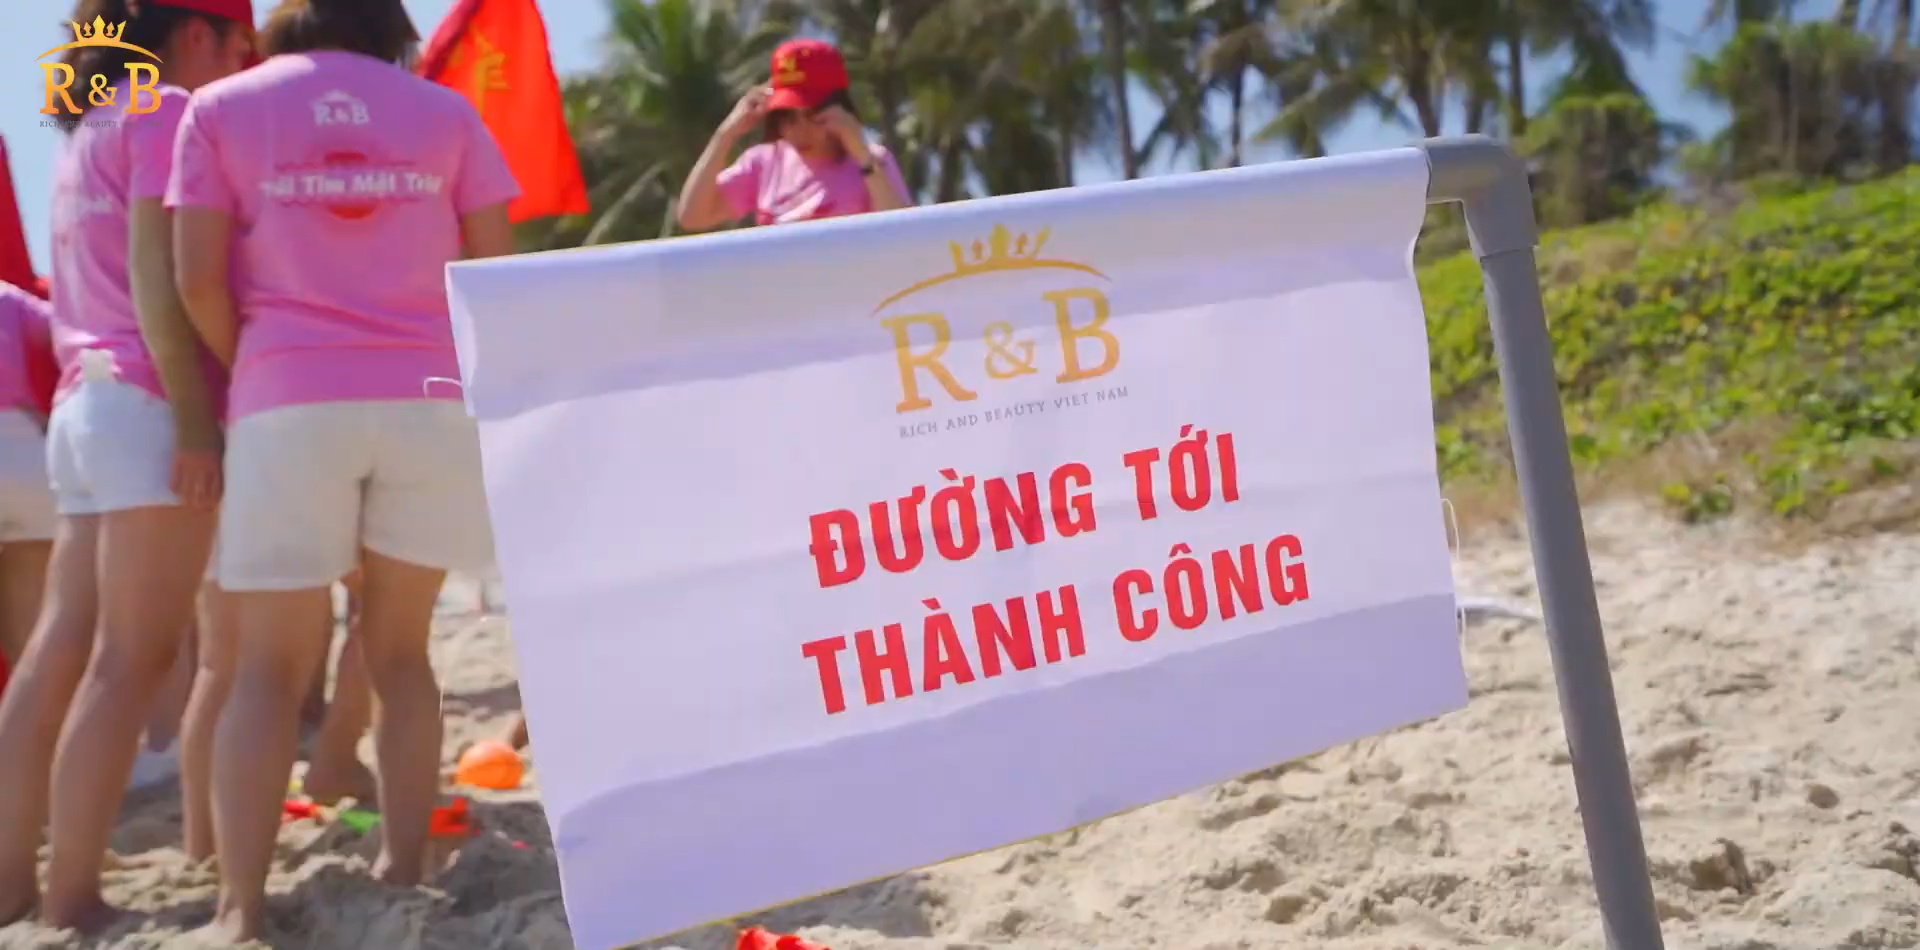 R&B
R&B
Trái Tim Mặt Trời
R & B
RICH AND BEAUTY VIET NAM
ĐƯỜNG TỚI
THÀNH CÔNG